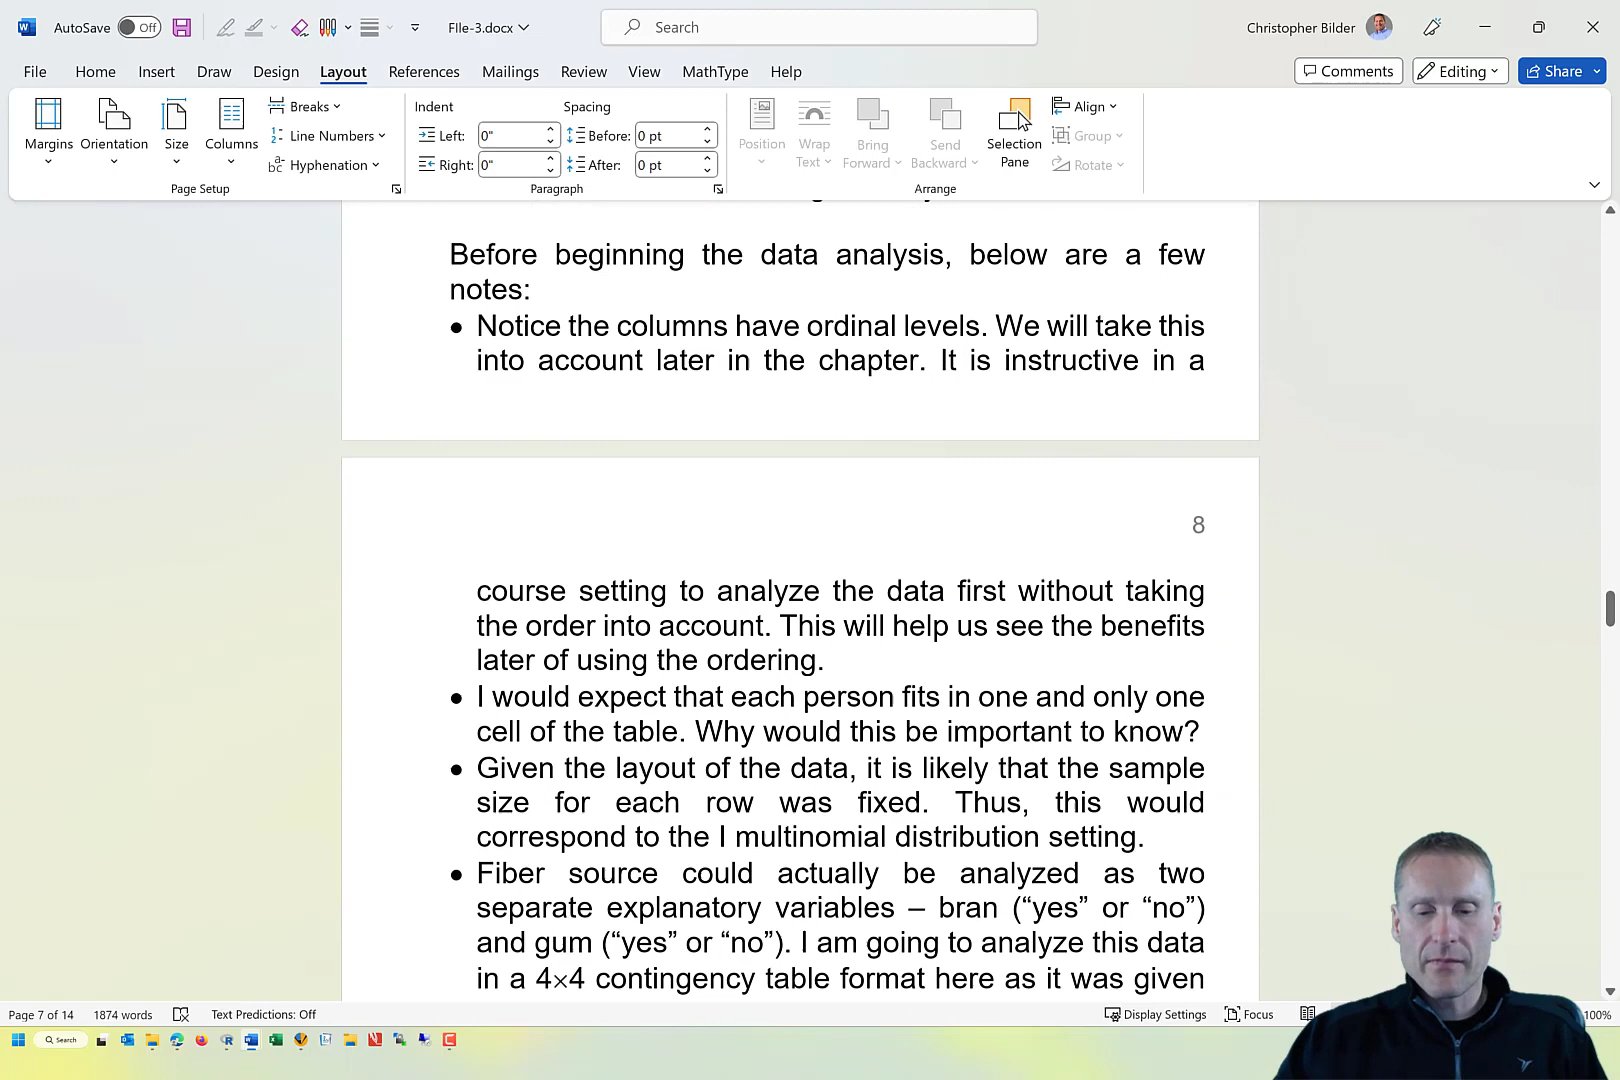 AutoSave Off FIle-3.docx Search Christopher Bilder
File Home Insert Draw Design Layout References Mailings Review View MathType Help Comments Editing Share
Margins Orientation Size Columns Breaks Line Numbers Hyphenation
Page Setup
Indent Spacing
Left: 0" Before: 0 pt
Right: 0" After: 0 pt
Paragraph
Position Wrap Text Bring Forward Send Backward Selection Pane Align Group Rotate
Arrange
Before beginning the data analysis, below are a few
notes:
● Notice the columns have ordinal levels. We will take this
into account later in the chapter. It is instructive in a
8
course setting to analyze the data first without taking
the order into account. This will help us see the benefits
later of using the ordering.
● I would expect that each person fits in one and only one
cell of the table. Why would this be important to know?
● Given the layout of the data, it is likely that the sample
size for each row was fixed. Thus, this would
correspond to the I multinomial distribution setting.
● Fiber source could actually be analyzed as two
separate explanatory variables – bran (“yes” or “no”)
and gum (“yes” or “no”). I am going to analyze this data
in a 4×4 contingency table format here as it was given
Page 7 of 14 1874 words Text Predictions: Off Display Settings Focus 100%
Search